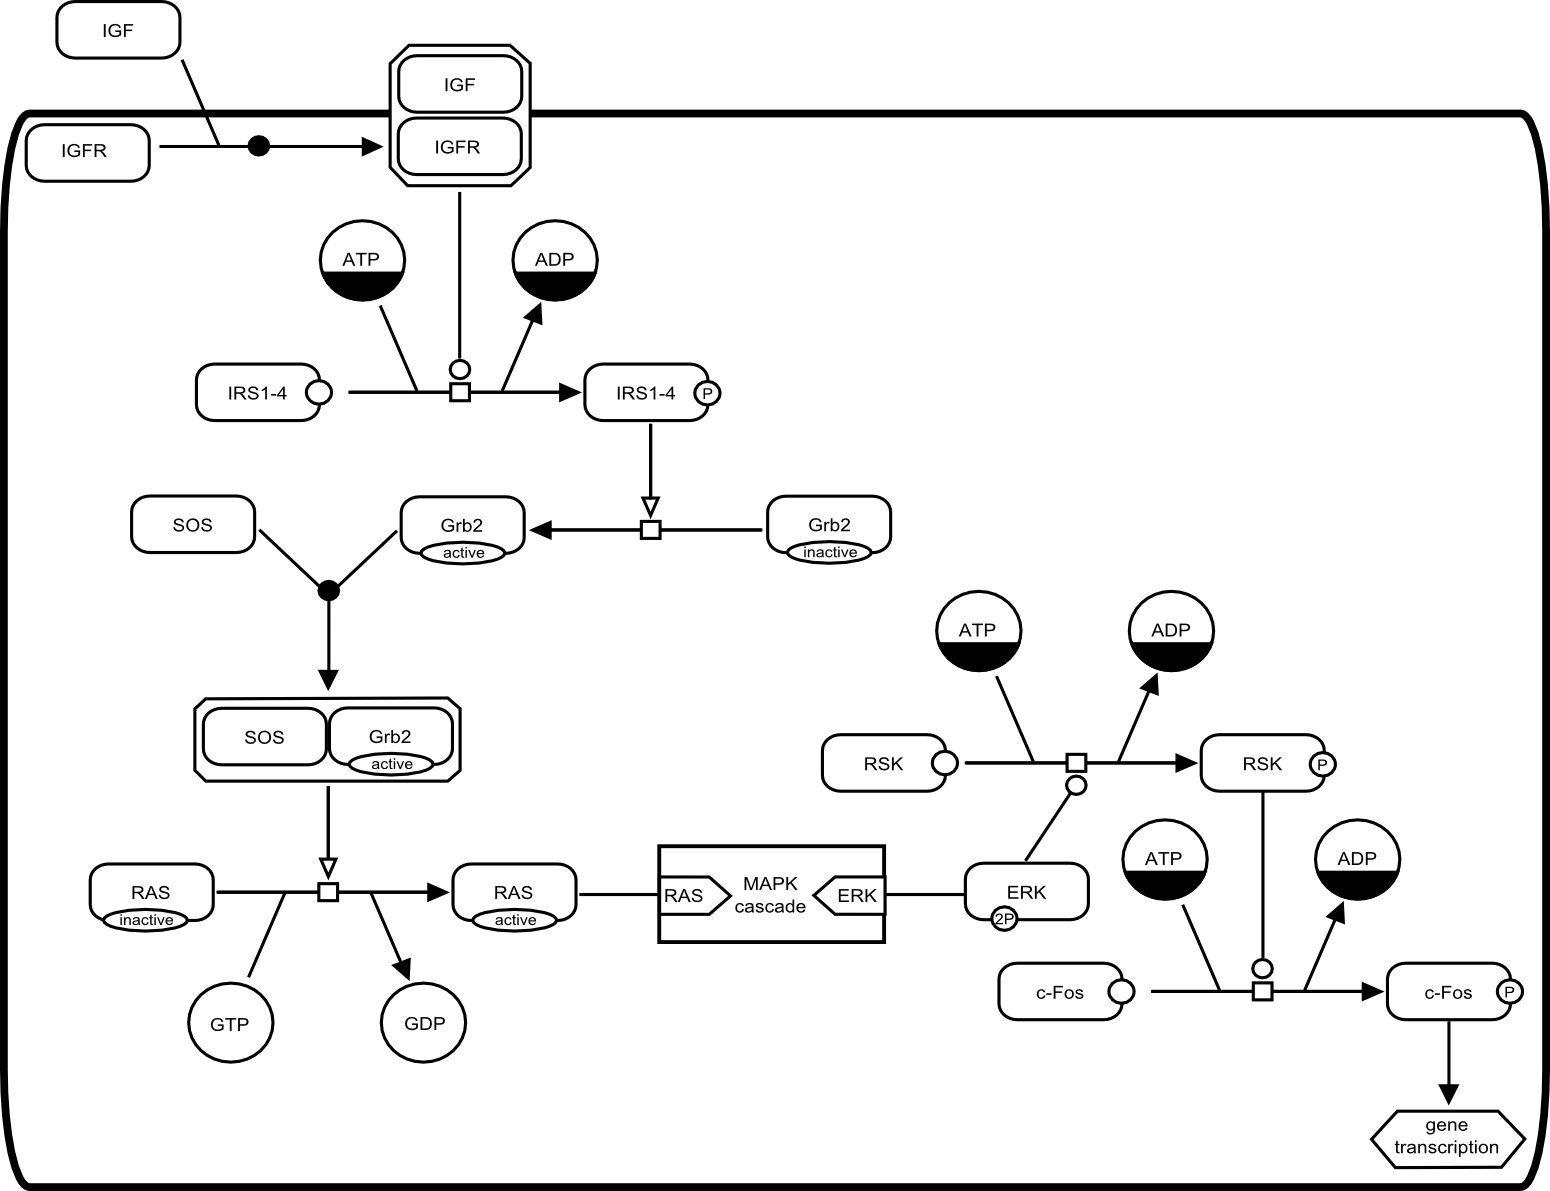 IGF
IGF
IGFR
IGFR
ATP
ADP
IRS1-4
IRS1-4
P
SOS
Grb2
active
Grb2
inactive
ATP
ADP
SOS
Grb2
active
RSK
RSK
P
ATP
ADP
RAS
inactive
RAS
active
RAS
MAPK
cascade
ERK
ERK
2P
c-Fos
c-Fos
P
GTP
GDP
gene
transcription